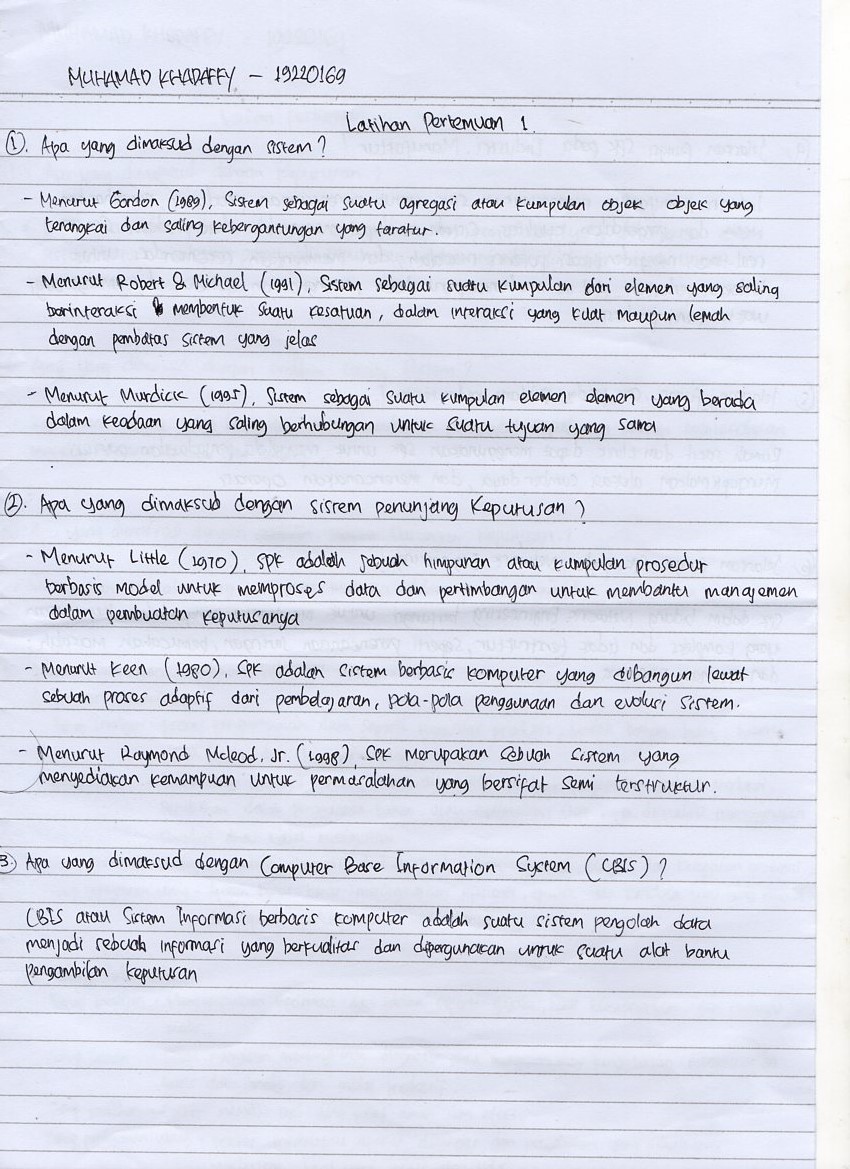 MUHAMAD KHADAFFY - 19220169
Latihan Pertemuan 1.
①. Apa yang dimaksud dengan sistem?
- Menurut Gordon (1989), Sistem sebagai suatu agregasi atau kumpulan objek objek yang
terangkai dan saling kebergantungan yang taratur.
- Menurut Robert & Michael (1991), Sistem sebagai suatu kumpulan dari elemen yang saling
barinteraksi membentuk suatu kesatuan, dalam interaksi yang kuat maupun lemah
dengan pembatas sistem yang jelas
- Menurut Murdick (1995), Sistem sebagai suatu kumpulan elemen elemen yang berada
dalam keadaan yang saling berhubungan untuk suatu tujuan yang sama
②. Apa yang dimaksud dengan sistem penunjang Keputusan?
- Menurut Little (1970), SPK adalah sebuah himpunan atau kumpulan prosedur
berbasis model untuk memproses data dan pertimbangan untuk membantu manajemen
dalam pembuatan keputusanya
- Menurut Keen (1980), SPK adalah sistem berbasis komputer yang dibangun lewat
sebuah proses adaptif dari pembelajaran, pola-pola penggunaan dan evolusi sistem.
- Menurut Raymond Mcleod, Jr. (1998), SPK merupakan sebuah sistem yang
menyediakan kemampuan untuk permasalahan yang bersifat semi terstruktur.
3.) Apa yang dimaksud dengan Computer Base Information System (CBIS)?
CBIS atau Sistem Informasi berbasis komputer adalah suatu sistem pengolah data
menjadi sebuah informasi yang berkualitas dan dipergunakan untuk suatu alat bantu
pengambilan keputusan